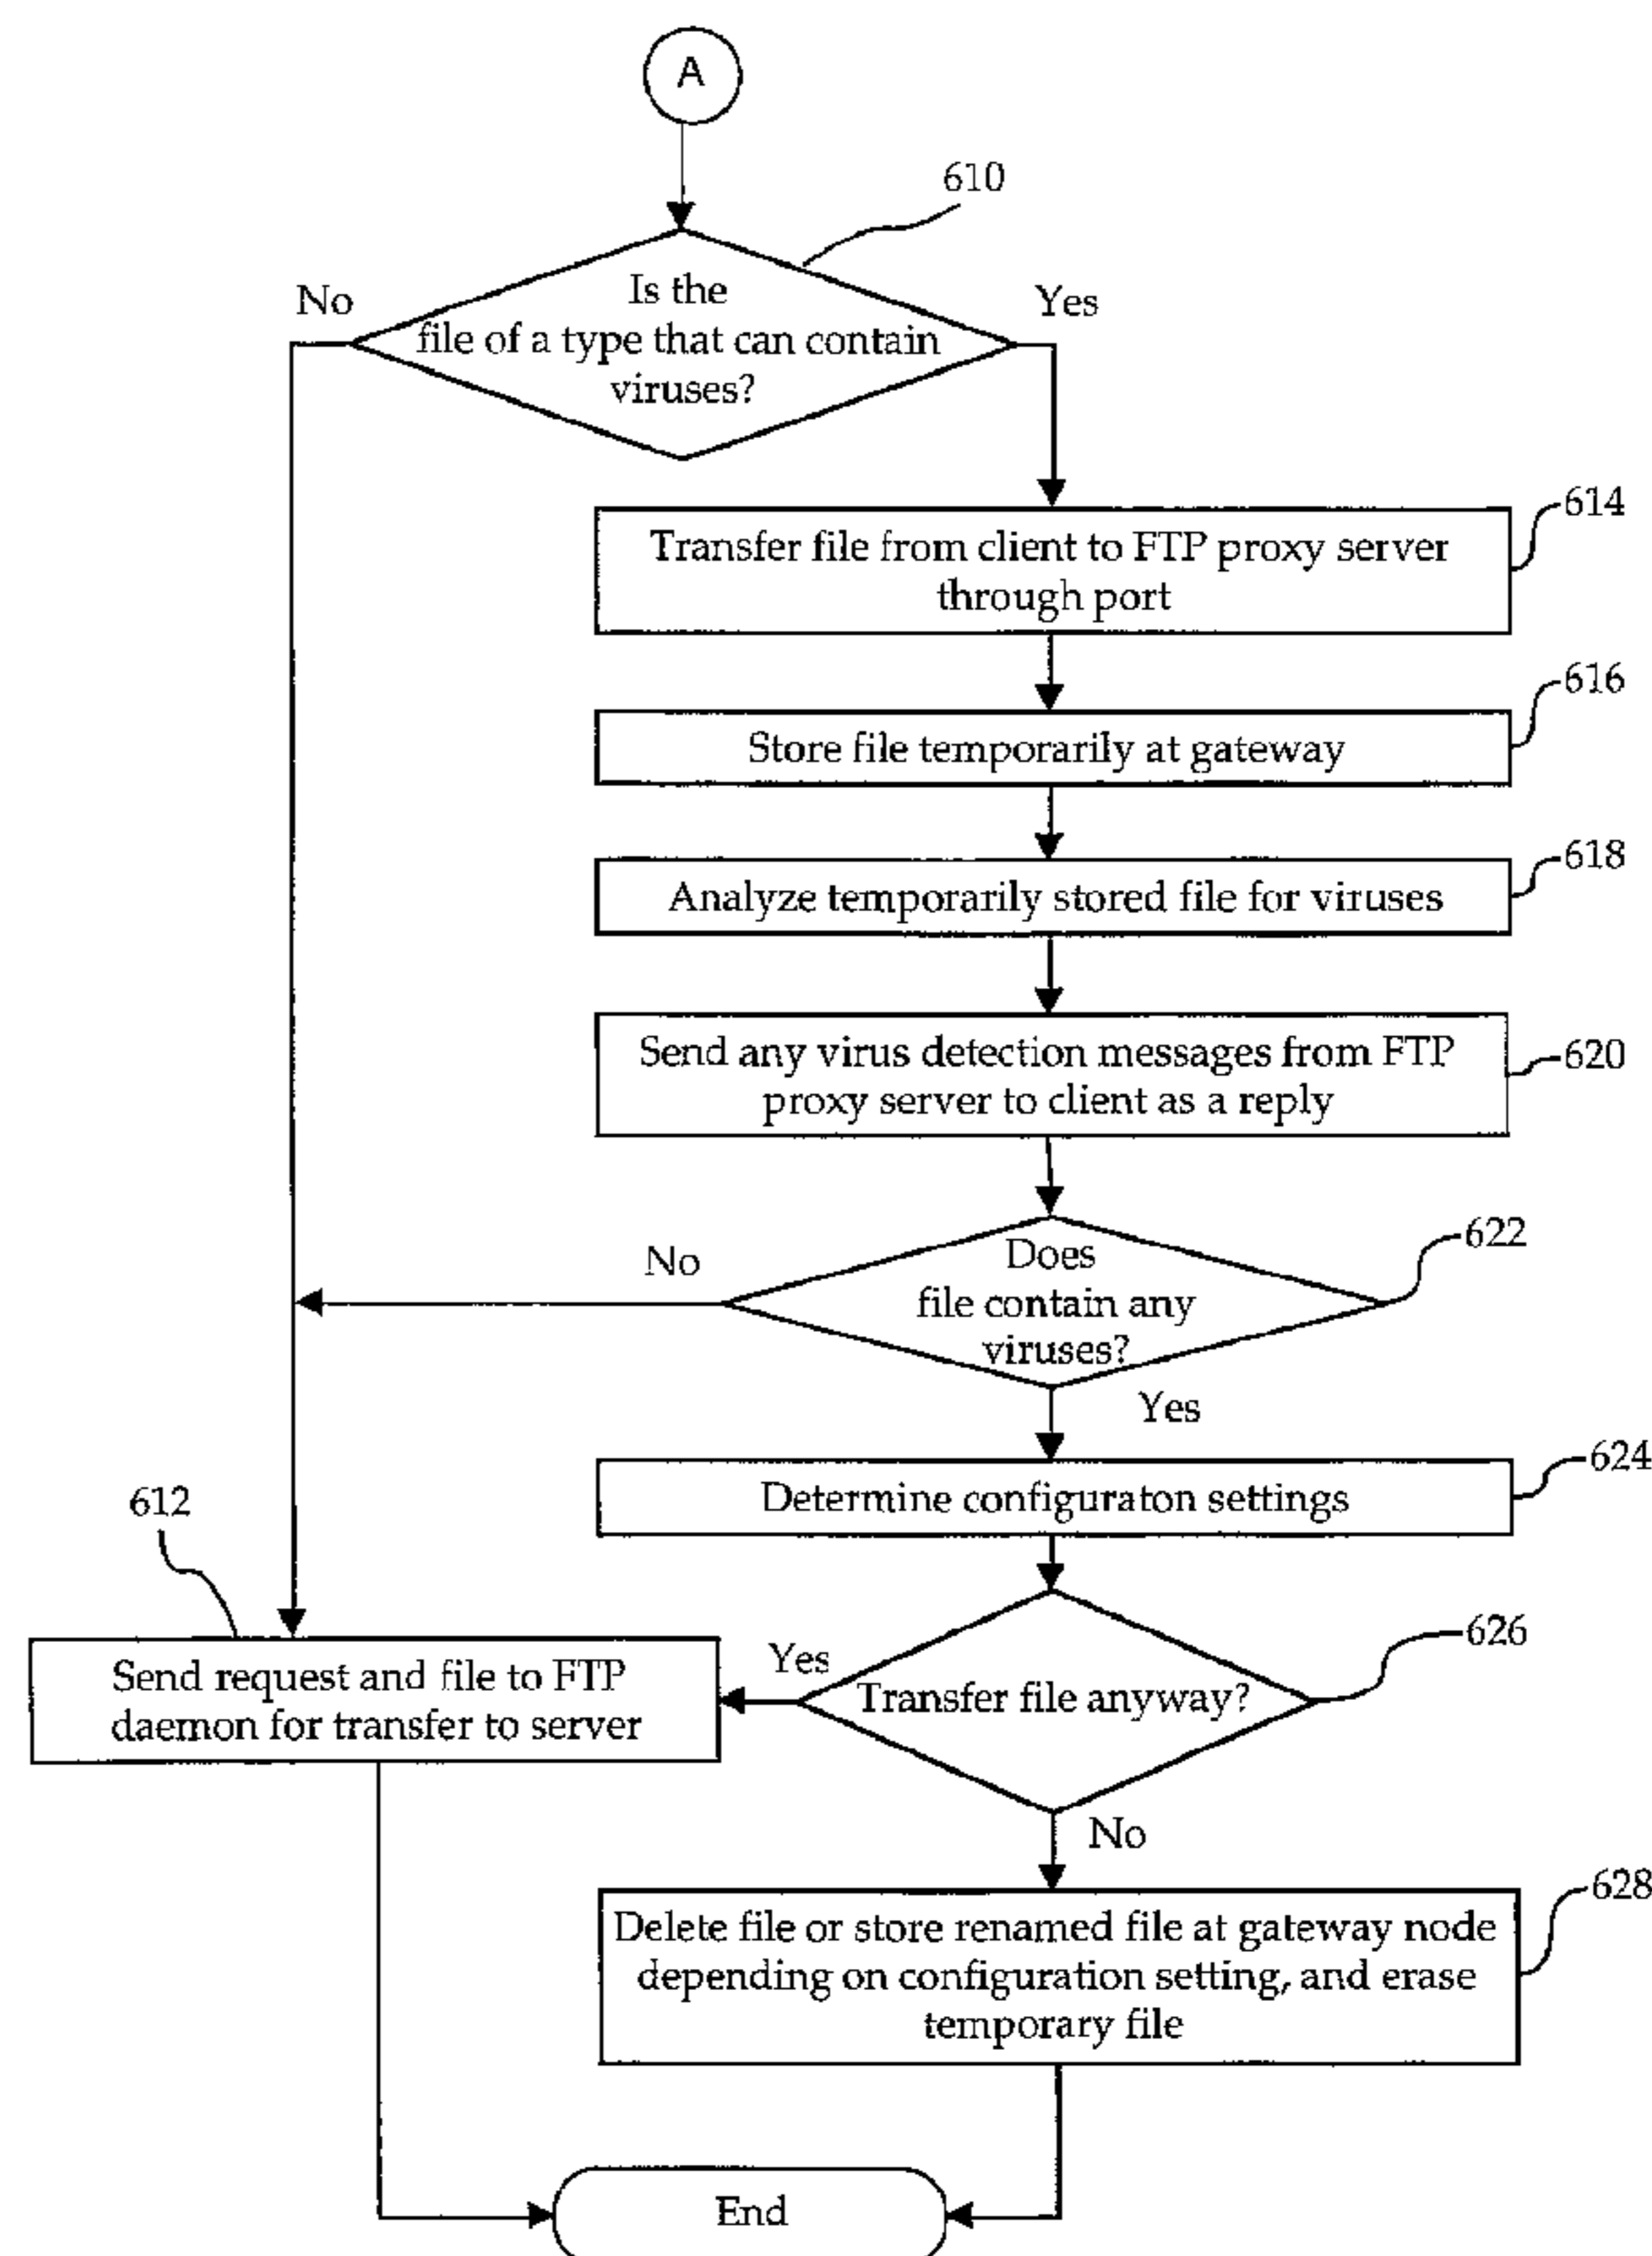 A
610
No
Yes
Is the
file of a type that can contain
viruses?
614
Transfer file from client to FTP proxy server
through port
616
Store file temporarily at gateway
618
Analyze temporarily stored file for viruses
620
Send any virus detection messages from FTP
proxy server to client as a reply
622
No
Does
file contain any
viruses?
Yes
624
Determine configuraton settings
612
626
Send request and file to FTP
daemon for transfer to server
Yes
Transfer file anyway?
No
628
Delete file or store renamed file at gateway node
depending on configuration setting, and erase
temporary file
End